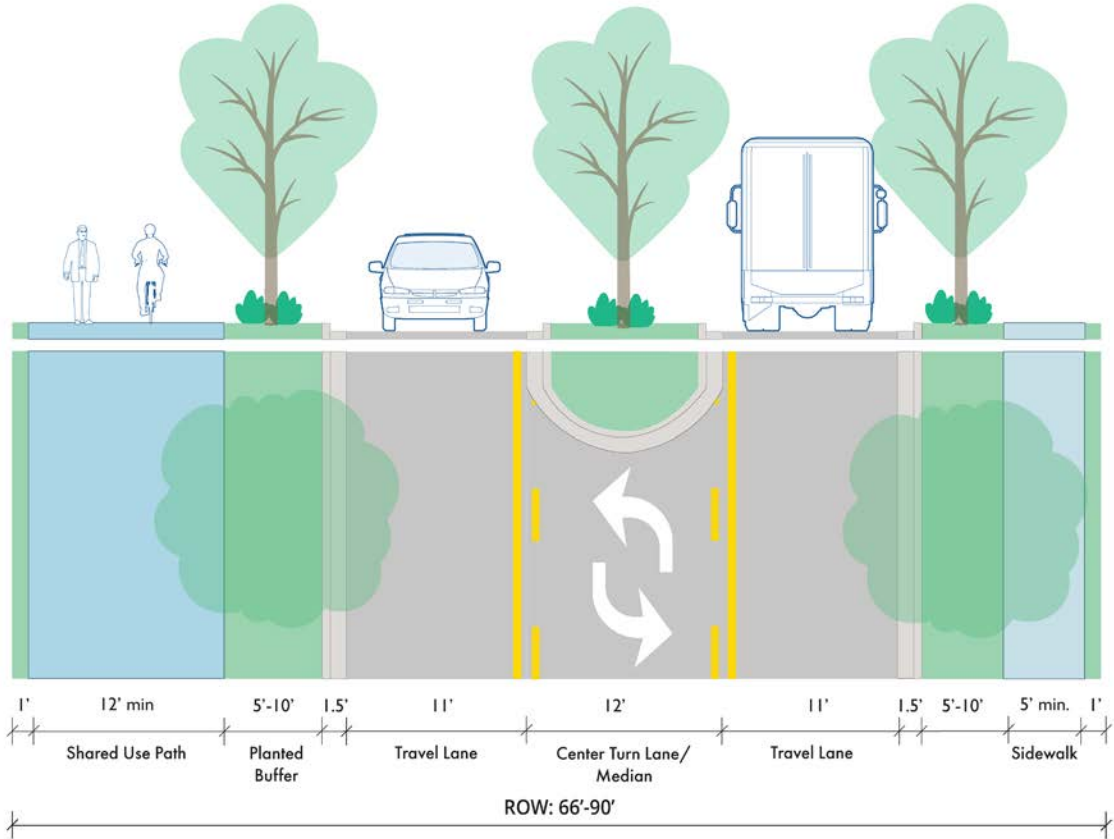 1' 12' min 5'-10' 1.5' 11' 12' 11' 1.5' 5'-10' 5' min. 1'
Shared Use Path Planted Travel Lane Center Turn Lane/ Travel Lane Sidewalk
Buffer Median
ROW: 66'-90'